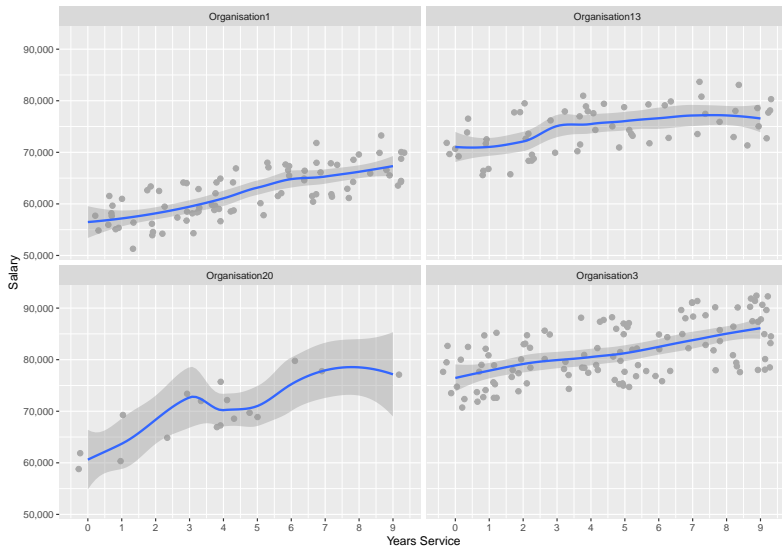 Organisation1
Organisation13
90,000
80,000
70,000
60,000
50,000
Organisation20
Organisation3
90,000
80,000
70,000
60,000
50,000
0 1 2 3 4 5 6 7 8 9
0 1 2 3 4 5 6 7 8 9
Years Service
Salary